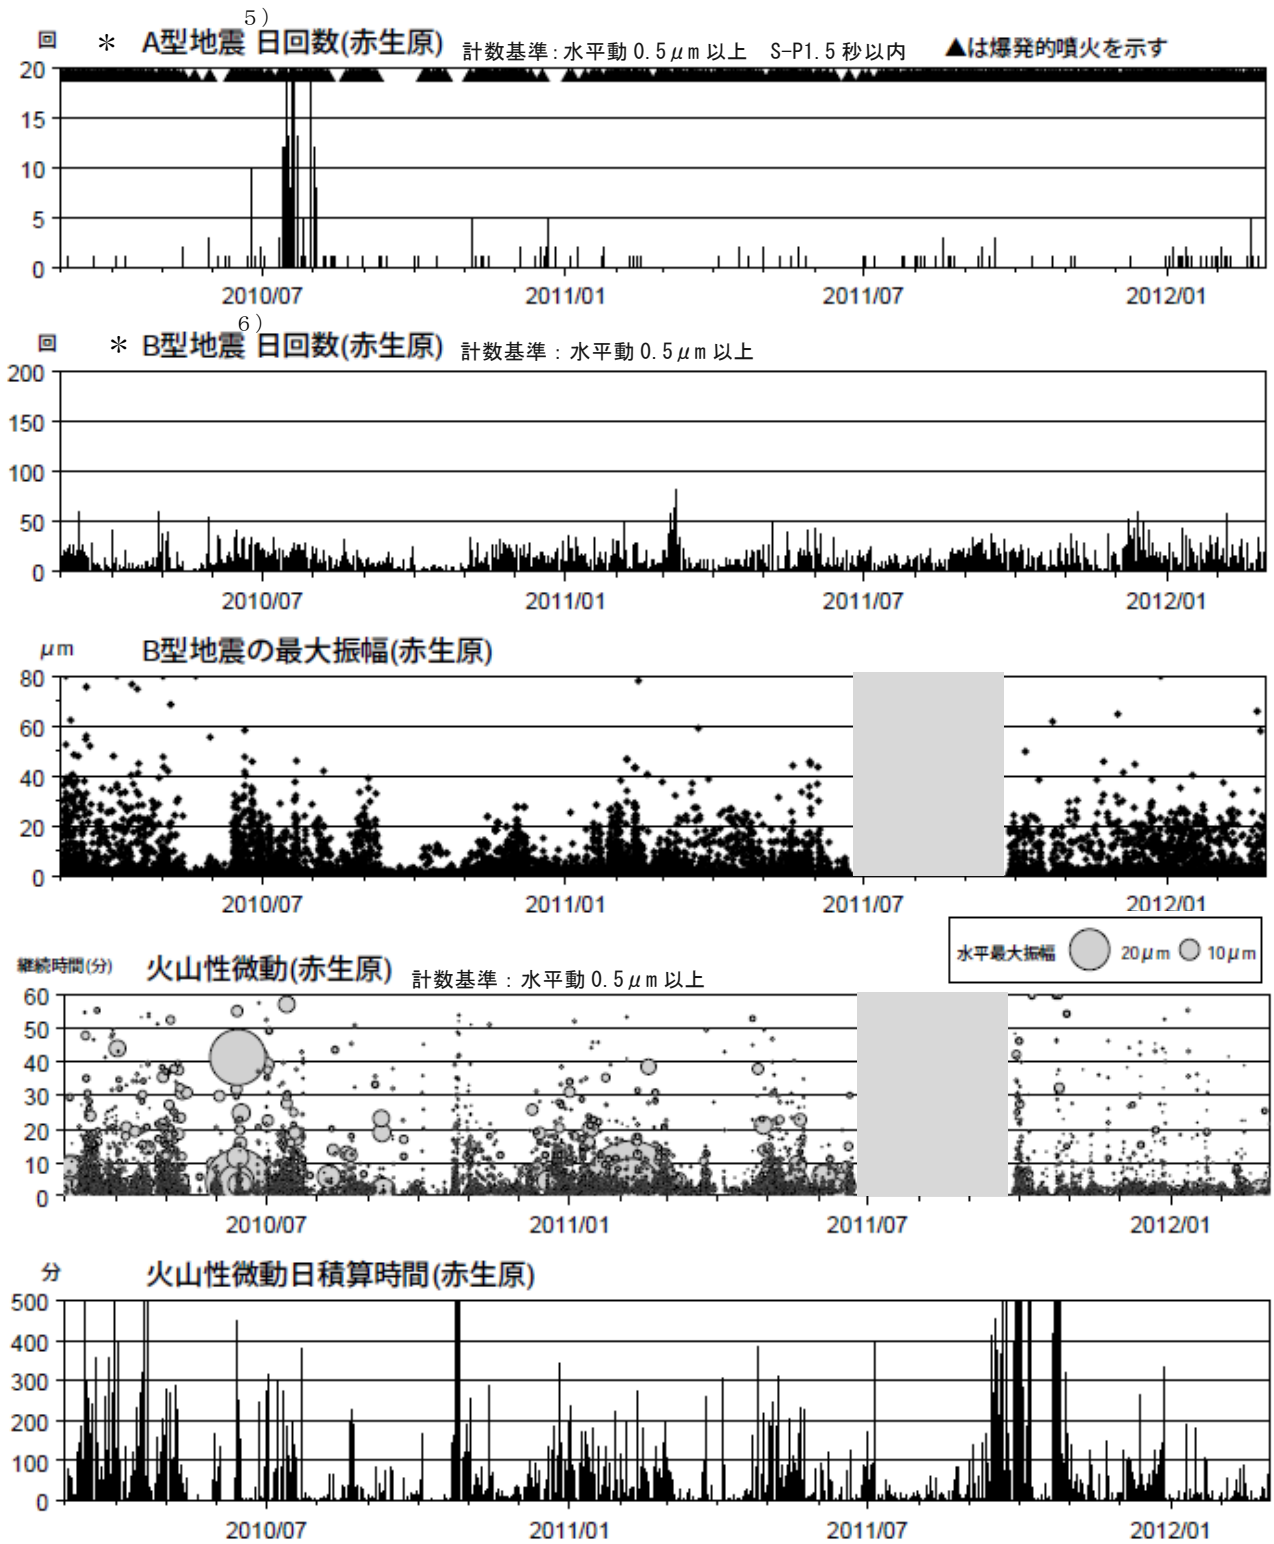 5）
回 ＊ A型地震 日回数(赤生原) 計数基準：水平動 0.5μm 以上 S-P1.5 秒以内 ▲は爆発的噴火を示す
20
15
10
5
0
2010/07 2011/01 2011/07 2012/01
6）
回 ＊ B型地震 日回数(赤生原) 計数基準：水平動 0.5μm 以上
200
150
100
50
0
2010/07 2011/01 2011/07 2012/01
μm B型地震の最大振幅(赤生原)
80
60
40
20
0
2010/07 2011/01 2011/07 2012/01
水平最大振幅 20μm 10μm
継続時間(分) 火山性微動(赤生原) 計数基準：水平動 0.5μm 以上
60
50
40
30
20
10
0
2010/07 2011/01 2011/07 2012/01
分 火山性微動日積算時間(赤生原)
500
400
300
200
100
0
2010/07 2011/01 2011/07 2012/01